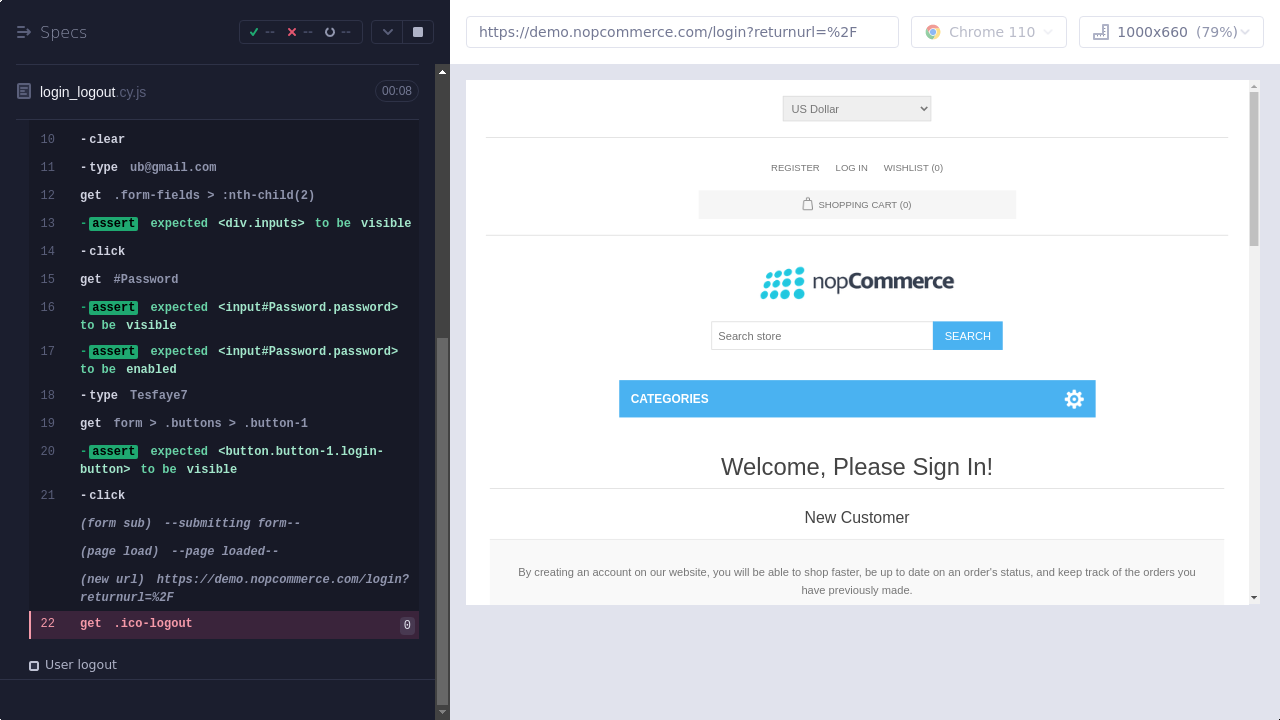 Specs
--
--
--
https://demo.nopcommerce.com/login?returnurl=%2F
Chrome 110
1000x660 (79%)
login_logout.cy.js
00:08
10 -clear
11 -type ub@gmail.com
12 get .form-fields > :nth-child(2)
13 -assert expected <div.inputs> to be visible
14 -click
15 get #Password
16 -assert expected <input#Password.password>
to be visible
17 -assert expected <input#Password.password>
to be enabled
18 -type Tesfaye7
19 get form > .buttons > .button-1
20 -assert expected <button.button-1.login-
button> to be visible
21 -click
(form sub) --submitting form--
(page load) --page loaded--
(new url) https://demo.nopcommerce.com/login?
returnurl=%2F
22 get .ico-logout 0
User logout
US Dollar
REGISTER LOG IN WISHLIST (0)
SHOPPING CART (0)
nopCommerce
Search store SEARCH
CATEGORIES
Welcome, Please Sign In!
New Customer
By creating an account on our website, you will be able to shop faster, be up to date on an order's status, and keep track of the orders you
have previously made.